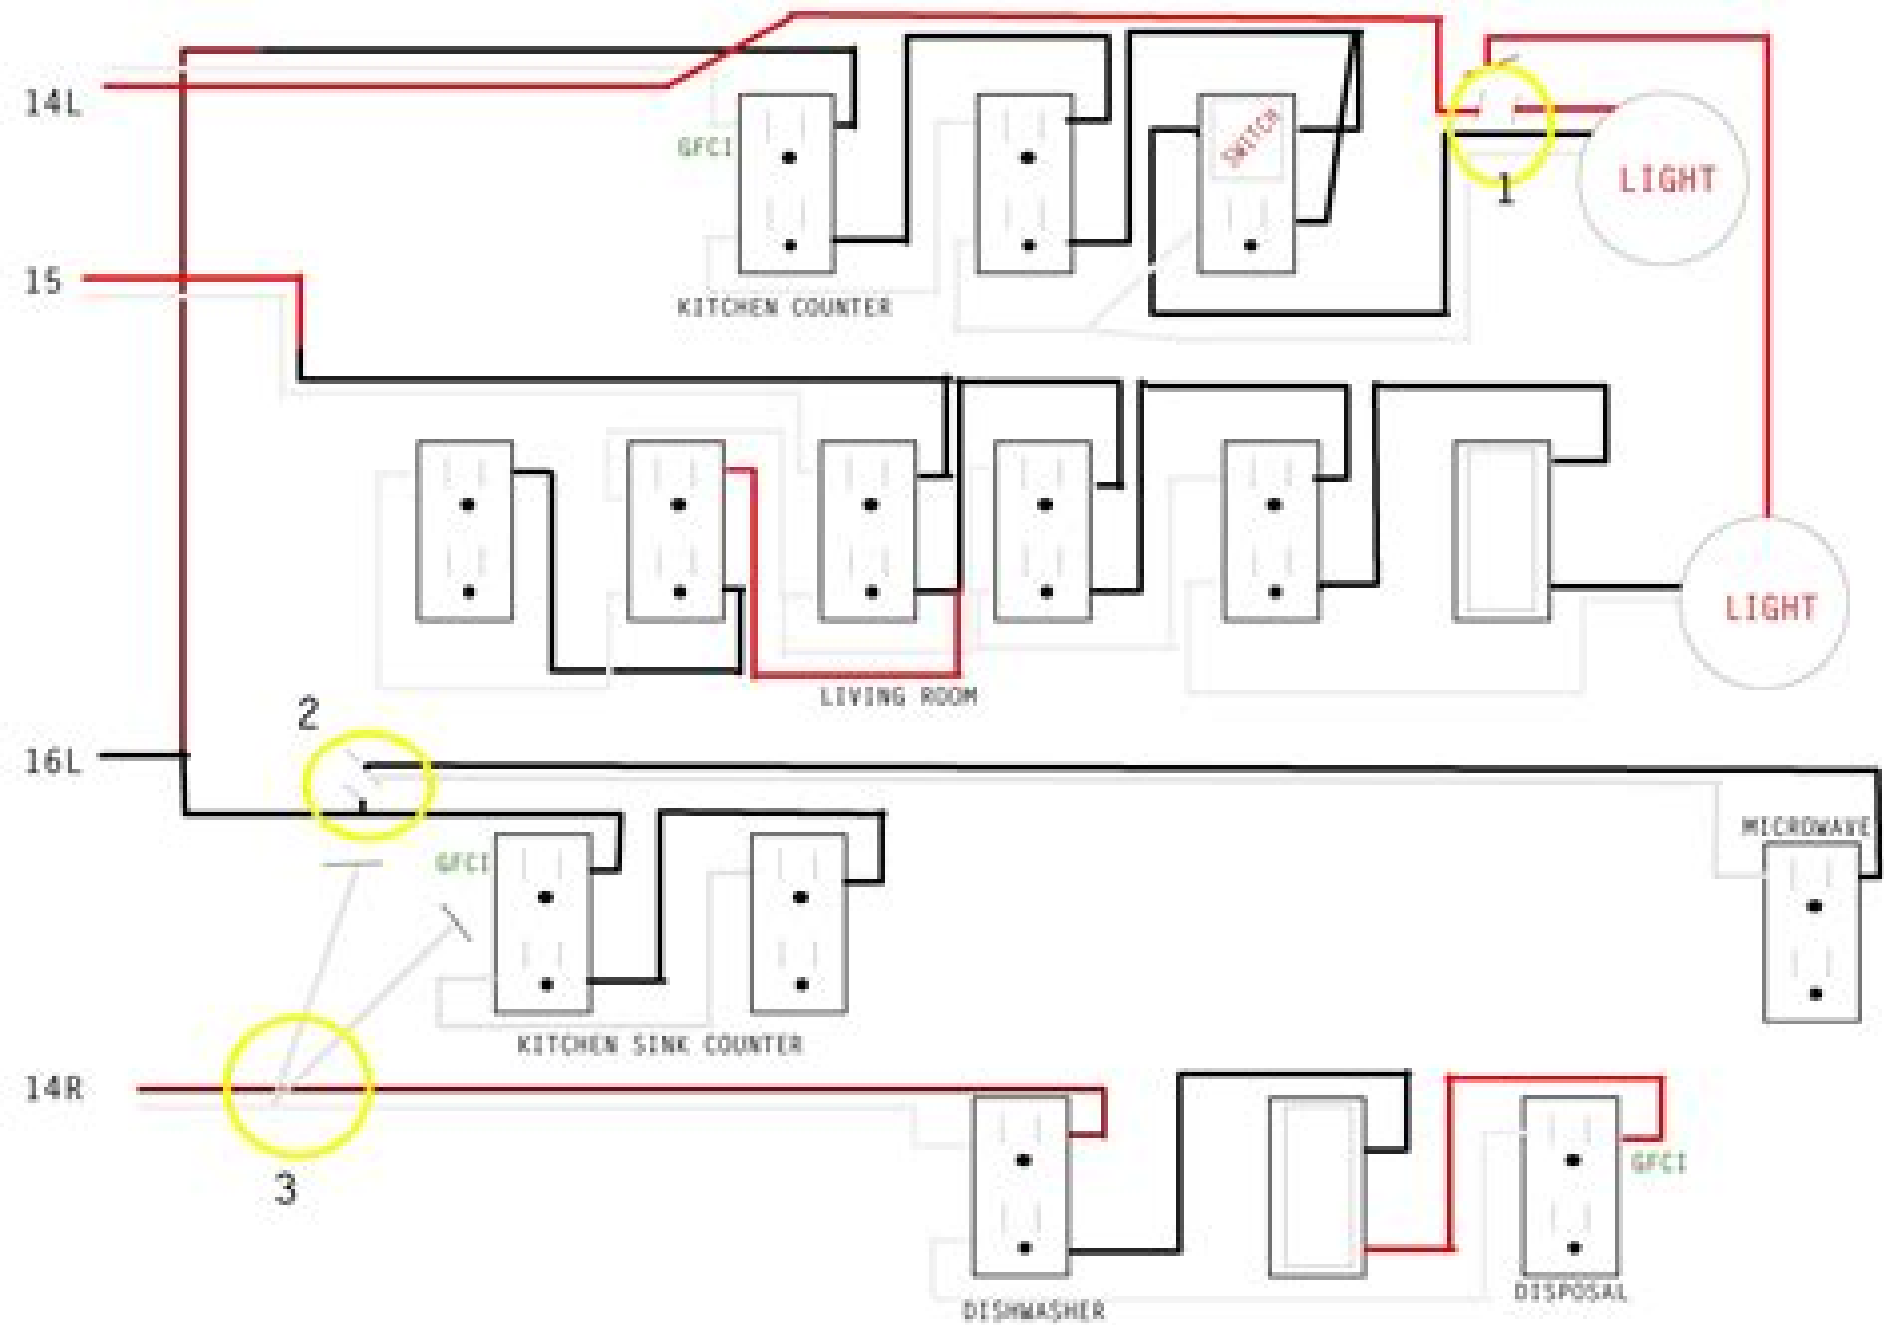 14L
GFCI
SWITCH
LIGHT
1
KITCHEN COUNTER
15
LIGHT
LIVING ROOM
2
16L
MICROWAVE
GFCI
KITCHEN SINK COUNTER
14R
3
GFCI
DISPOSAL
DISHWASHER